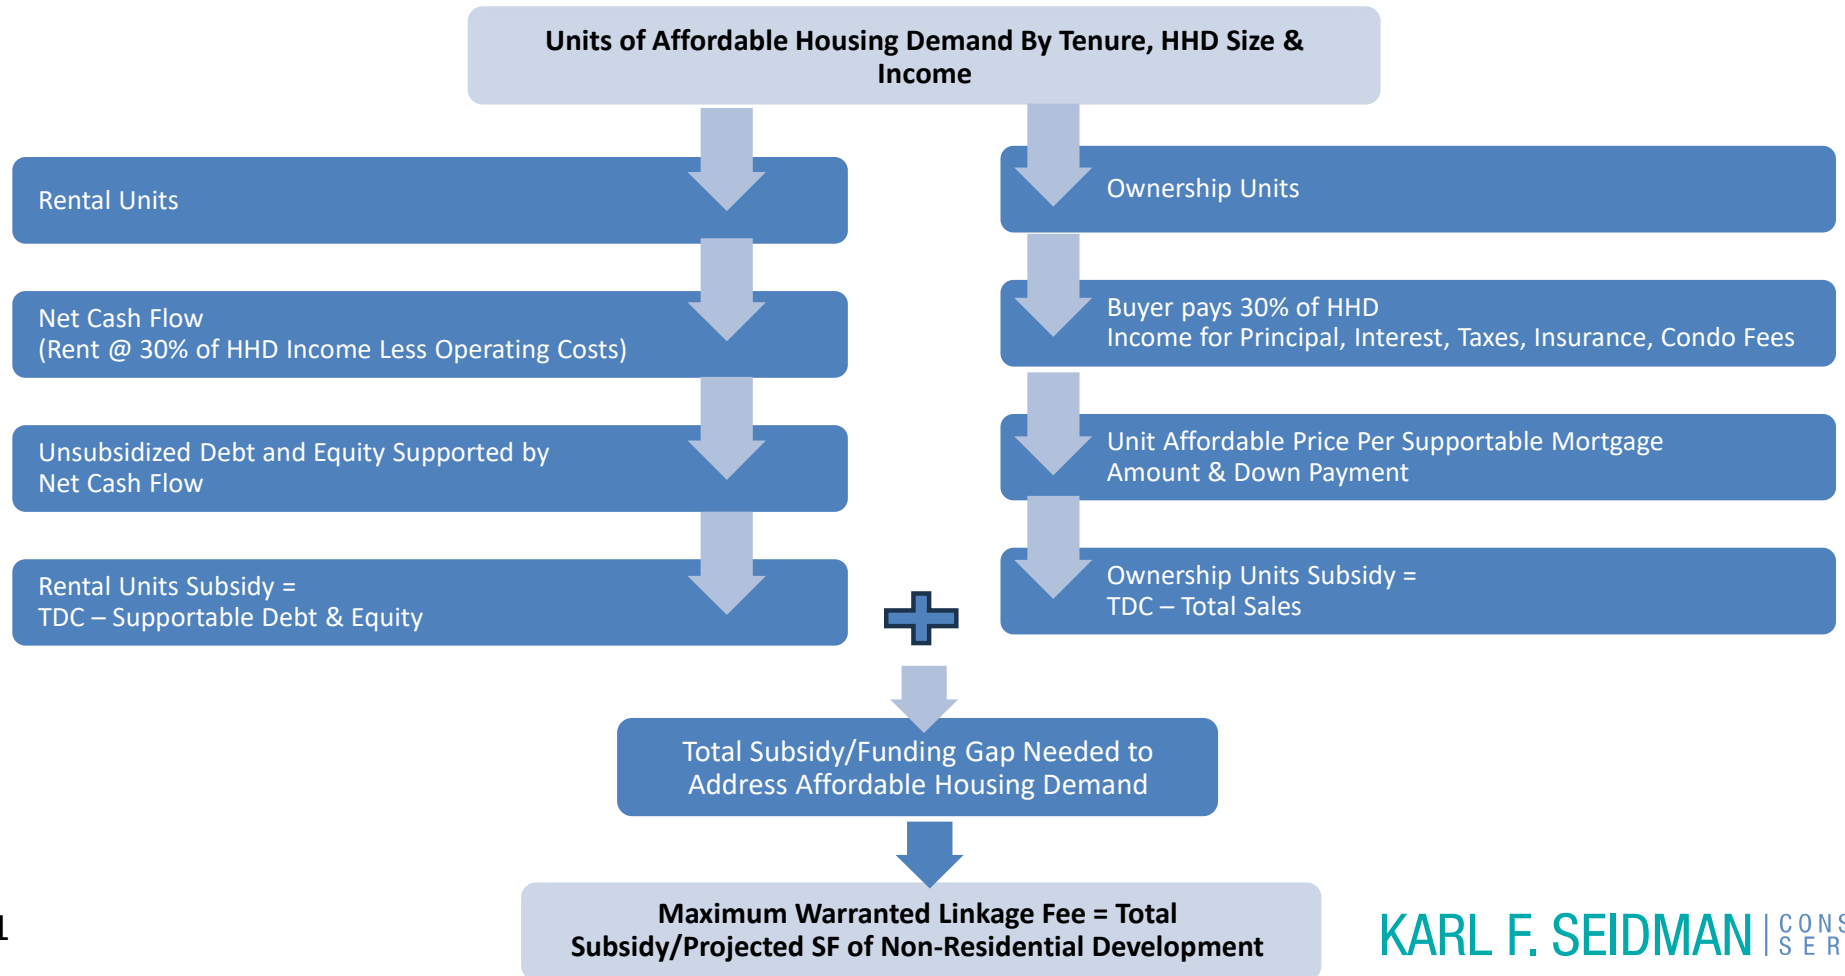 Units of Affordable Housing Demand By Tenure, HHD Size &
Income
Rental Units
Net Cash Flow
(Rent @ 30% of HHD Income Less Operating Costs)
Unsubsidized Debt and Equity Supported by
Net Cash Flow
Rental Units Subsidy =
TDC – Supportable Debt & Equity
Ownership Units
Buyer pays 30% of HHD
Income for Principal, Interest, Taxes, Insurance, Condo Fees
Unit Affordable Price Per Supportable Mortgage
Amount & Down Payment
Ownership Units Subsidy =
TDC – Total Sales
Total Subsidy/Funding Gap Needed to
Address Affordable Housing Demand
Maximum Warranted Linkage Fee = Total
Subsidy/Projected SF of Non-Residential Development
KARL F. SEIDMAN